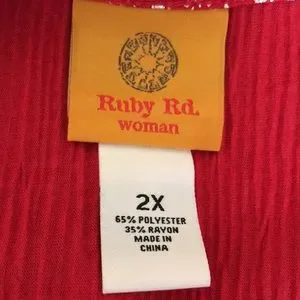 Ruby Rd.
woman
2X
65% POLYESTER
35% RAYON
MADE IN
CHINA